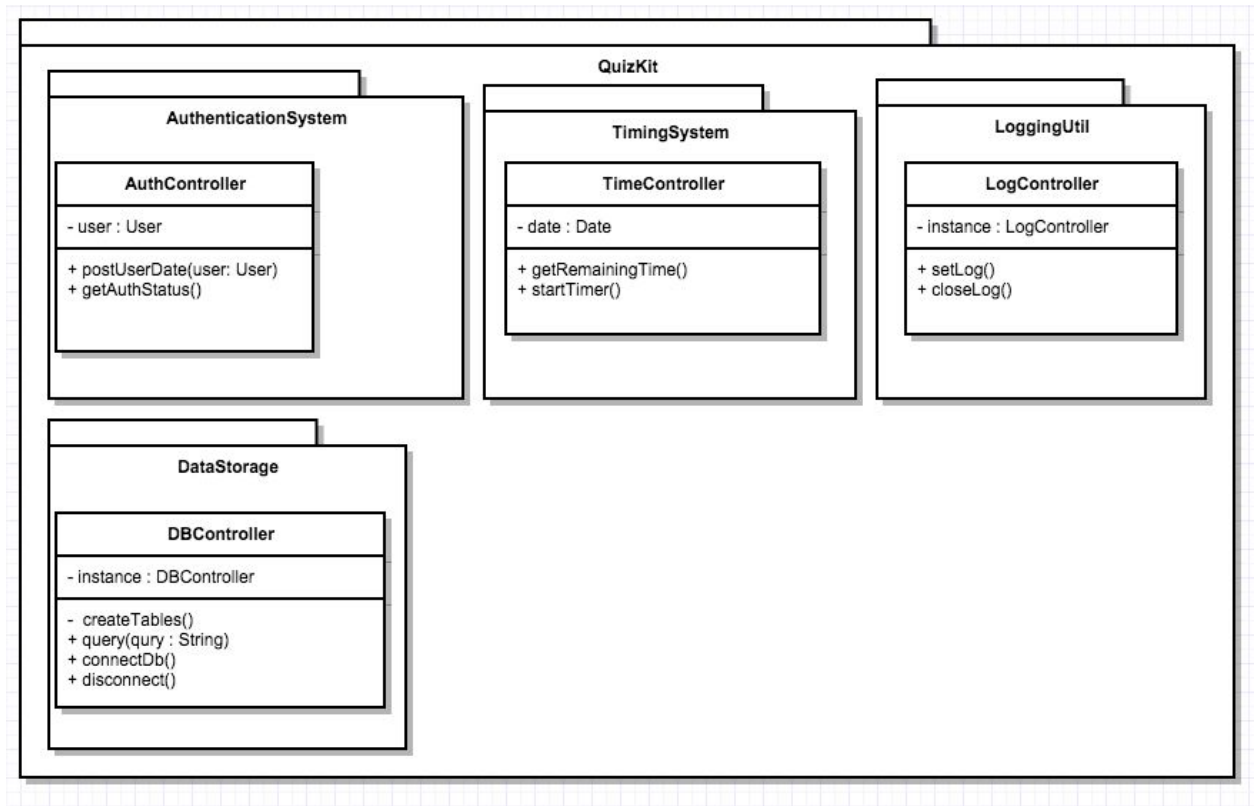 QuizKit
AuthenticationSystem
AuthController
- user : User
+ postUserDate(user: User)
+ getAuthStatus()
TimingSystem
TimeController
- date : Date
+ getRemainingTime()
+ startTimer()
LoggingUtil
LogController
- instance : LogController
+ setLog()
+ closeLog()
DataStorage
DBController
- instance : DBController
- createTables()
+ query(qury : String)
+ connectDb()
+ disconnect()